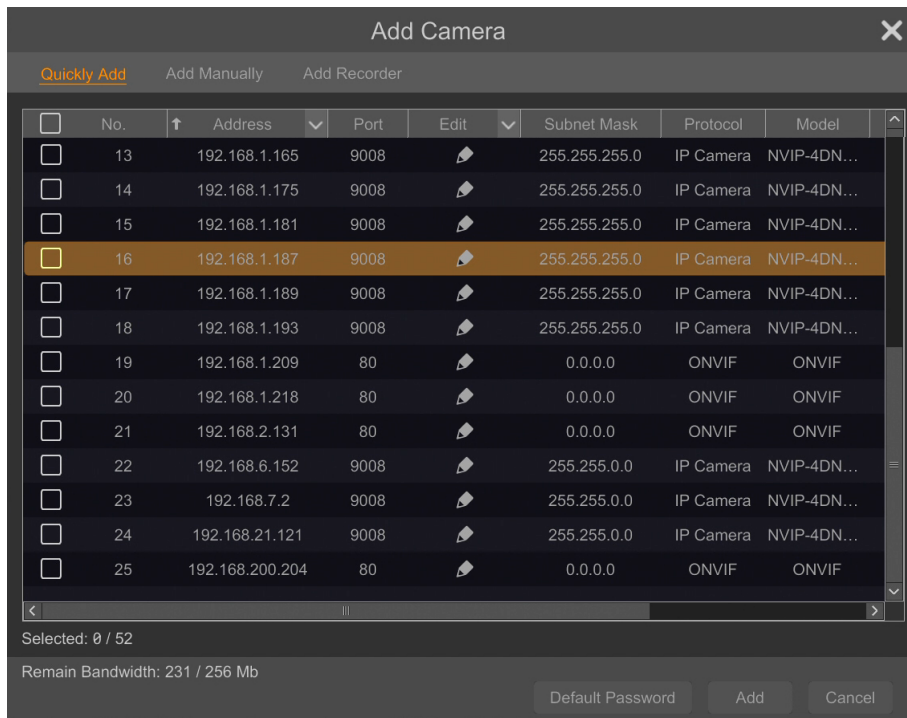 Add Camera
Quickly Add Add Manually Add Recorder
No. Address Port Edit Subnet Mask Protocol Model
13 192.168.1.165 9008 255.255.255.0 IP Camera NVIP-4DN...
14 192.168.1.175 9008 255.255.255.0 IP Camera NVIP-4DN...
15 192.168.1.181 9008 255.255.255.0 IP Camera NVIP-4DN...
16 192.168.1.187 9008 255.255.255.0 IP Camera NVIP-4DN...
17 192.168.1.189 9008 255.255.255.0 IP Camera NVIP-4DN...
18 192.168.1.193 9008 255.255.255.0 IP Camera NVIP-4DN...
19 192.168.1.209 80 0.0.0.0 ONVIF ONVIF
20 192.168.1.218 80 0.0.0.0 ONVIF ONVIF
21 192.168.2.131 80 0.0.0.0 ONVIF ONVIF
22 192.168.6.152 9008 255.255.0.0 IP Camera NVIP-4DN...
23 192.168.7.2 9008 255.255.0.0 IP Camera NVIP-4DN...
24 192.168.21.121 9008 255.255.0.0 IP Camera NVIP-4DN...
25 192.168.200.204 80 0.0.0.0 ONVIF ONVIF
Selected: 0 / 52
Remain Bandwidth: 231 / 256 Mb
Default Password Add Cancel